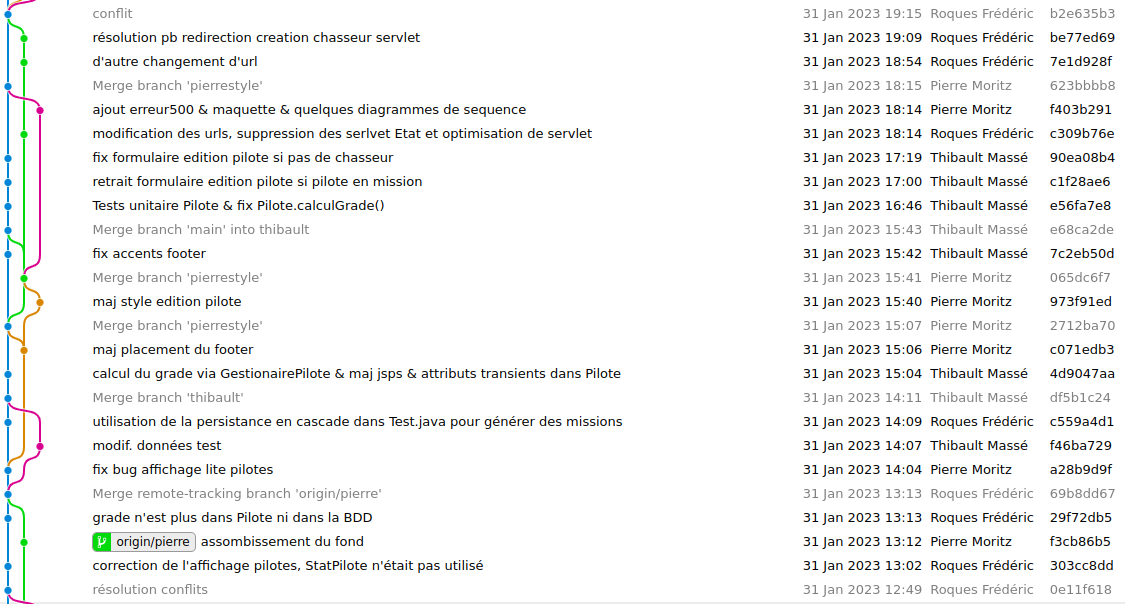 conflit 31 Jan 2023 19:15 Roques Frédéric b2e635b3
résolution pb redirection creation chasseur servlet 31 Jan 2023 19:09 Roques Frédéric be77ed69
d'autre changement d'url 31 Jan 2023 18:54 Roques Frédéric 7e1d928f
Merge branch 'pierrestyle' 31 Jan 2023 18:15 Pierre Moritz 623bbbb8
ajout erreur500 & maquette & quelques diagrammes de sequence 31 Jan 2023 18:14 Pierre Moritz f403b291
modification des urls, suppression des serlvet Etat et optimisation de servlet 31 Jan 2023 18:14 Roques Frédéric c309b76e
fix formulaire edition pilote si pas de chasseur 31 Jan 2023 17:19 Thibault Massé 90ea08b4
retrait formulaire edition pilote si pilote en mission 31 Jan 2023 17:00 Thibault Massé c1f28ae6
Tests unitaire Pilote & fix Pilote.calculGrade() 31 Jan 2023 16:46 Thibault Massé e56fa7e8
Merge branch 'main' into thibault 31 Jan 2023 15:43 Thibault Massé e68ca2de
fix accents footer 31 Jan 2023 15:42 Thibault Massé 7c2eb50d
Merge branch 'pierrestyle' 31 Jan 2023 15:41 Pierre Moritz 065dc6f7
maj style edition pilote 31 Jan 2023 15:40 Pierre Moritz 973f91ed
Merge branch 'pierrestyle' 31 Jan 2023 15:07 Pierre Moritz 2712ba70
maj placement du footer 31 Jan 2023 15:06 Pierre Moritz c071edb3
calcul du grade via GestionairePilote & maj jsps & attributs transients dans Pilote 31 Jan 2023 15:04 Thibault Massé 4d9047aa
Merge branch 'thibault' 31 Jan 2023 14:11 Thibault Massé df5b1c24
utilisation de la persistance en cascade dans Test.java pour générer des missions 31 Jan 2023 14:09 Roques Frédéric c559a4d1
modif. données test 31 Jan 2023 14:07 Thibault Massé f46ba729
fix bug affichage lite pilotes 31 Jan 2023 14:04 Pierre Moritz a28b9d9f
Merge remote-tracking branch 'origin/pierre' 31 Jan 2023 13:13 Roques Frédéric 69b8dd67
grade n'est plus dans Pilote ni dans la BDD 31 Jan 2023 13:13 Roques Frédéric 29f72db5
origin/pierre assombissement du fond 31 Jan 2023 13:12 Pierre Moritz f3cb86b5
correction de l'affichage pilotes, StatPilote n'était pas utilisé 31 Jan 2023 13:02 Roques Frédéric 303cc8dd
résolution conflits 31 Jan 2023 12:49 Roques Frédéric 0e11f618